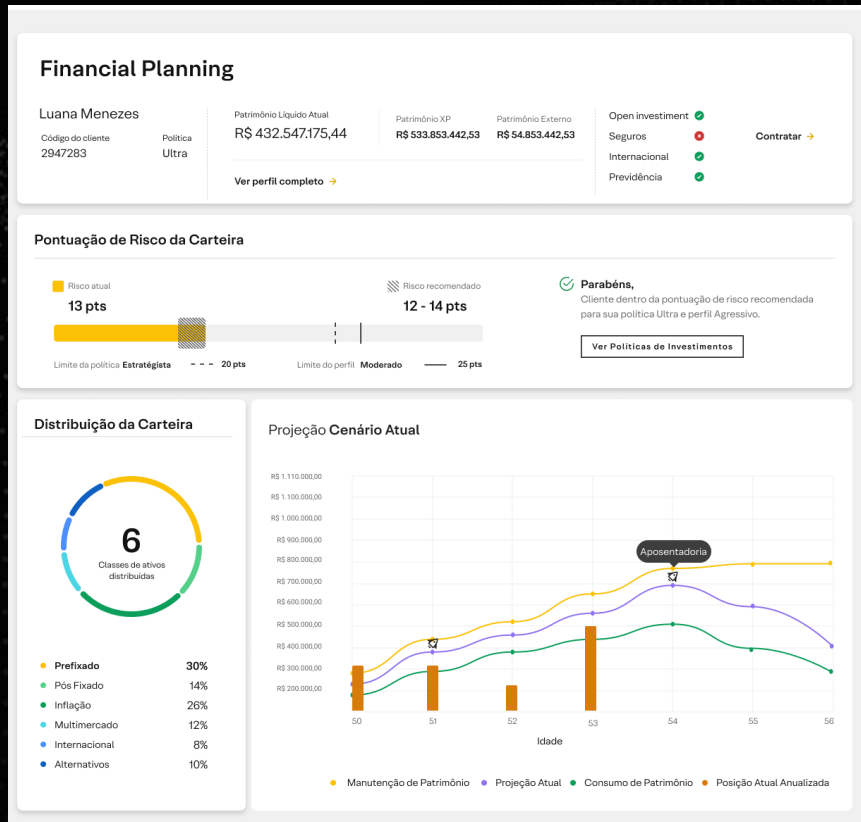 Financial Planning
Luana Menezes
Código do cliente
2947283
Política
Ultra
Patrimônio Líquido Atual
R$ 432.547.175,44
Patrimônio XP
R$ 533.853.442,53
Patrimônio Externo
R$ 54.853.442,53
Ver perfil completo →
Open investiment
Seguros
Internacional
Previdência
Contratar →
Pontuação de Risco da Carteira
Risco atual
13 pts
Risco recomendado
12 - 14 pts
Limite da política Estratégista 20 pts
Limite do perfil Moderado 25 pts
Parabéns,
Cliente dentro da pontuação de risco recomendada
para sua política Ultra e perfil Agressivo.
Ver Políticas de Investimentos
Distribuição da Carteira
6
Classes de ativos
distribuídas
Prefixado 30%
Pós Fixado 14%
Inflação 26%
Multimercado 12%
Internacional 8%
Alternativos 10%
Projeção Cenário Atual
R$ 1.110.000,00
R$ 1.100.000,00
R$ 1.000.000,00
R$ 900.000,00
R$ 800.000,00
R$ 700.000,00
R$ 600.000,00
R$ 500.000,00
R$ 400.000,00
R$ 300.000,00
R$ 200.000,00
Aposentadoria
50 51 52 53 54 55 56
Idade
Manutenção de Patrimônio Projeção Atual Consumo de Patrimônio Posição Atual Anualizada